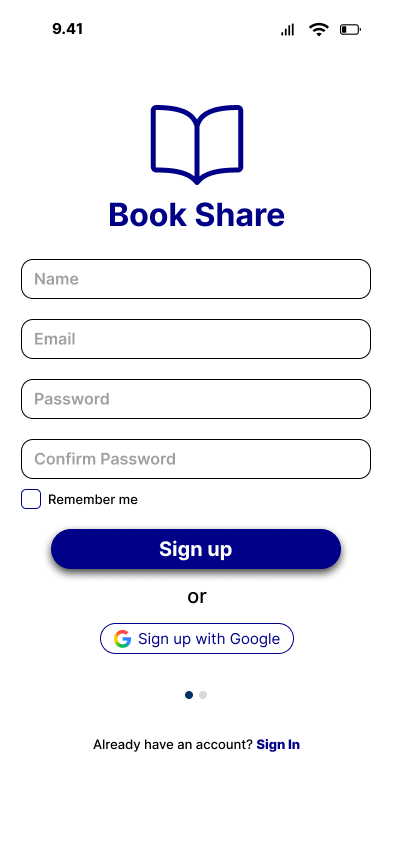 9.41
Book Share
Name
Email
Password
Confirm Password
Remember me
Sign up
or
Sign up with Google
Already have an account? Sign In